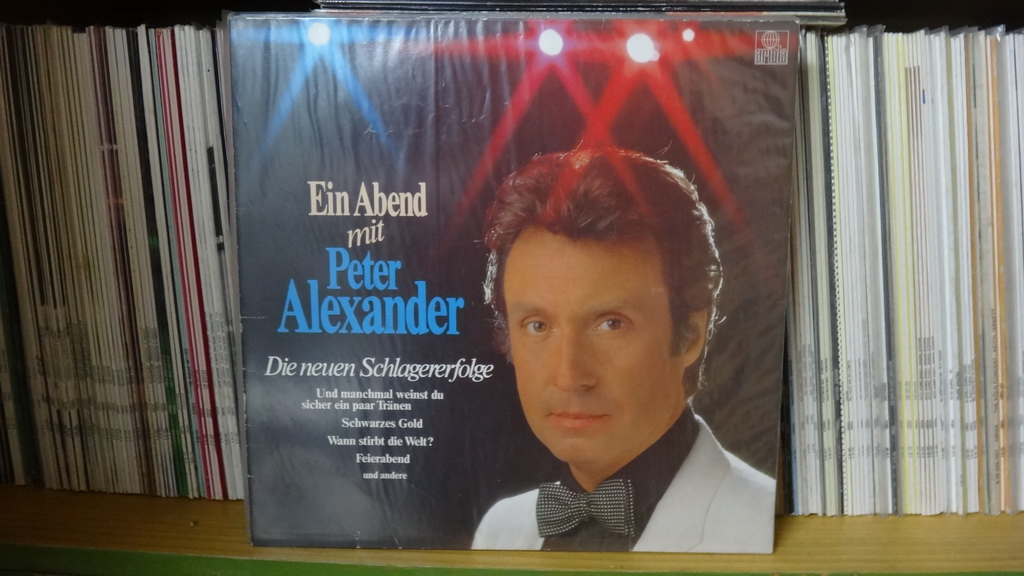 ariola
Ein Abend
mit
Peter
Alexander
Die neuen Schlagererfolge
Und manchmal weinst du
sicher ein paar Tränen
Schwarzes Gold
Wann stirbt die Welt?
Feierabend
und andere